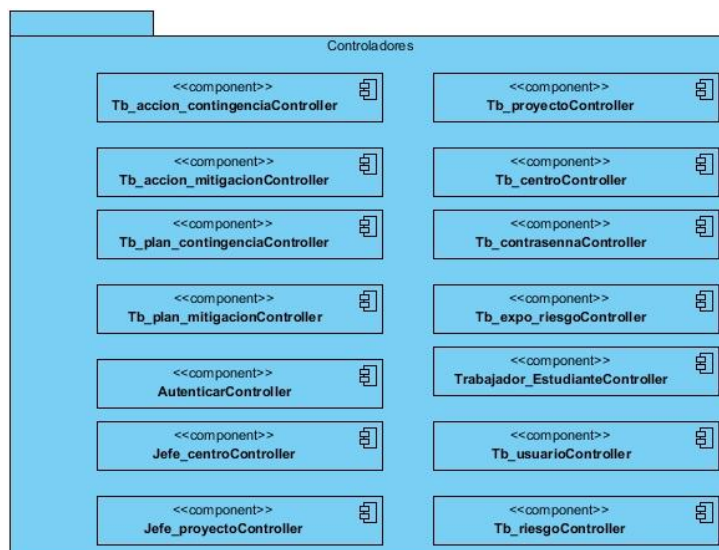 Controladores
<<component>>
Tb_accion_contingenciaController
<<component>>
Tb_proyectoController
<<component>>
Tb_accion_mitigacionController
<<component>>
Tb_centroController
<<component>>
Tb_plan_contingenciaController
<<component>>
Tb_contrasennaController
<<component>>
Tb_plan_mitigacionController
<<component>>
Tb_expo_riesgoController
<<component>>
AutenticarController
<<component>>
Trabajador_EstudianteController
<<component>>
Jefe_centroController
<<component>>
Tb_usuarioController
<<component>>
Jefe_proyectoController
<<component>>
Tb_riesgoController